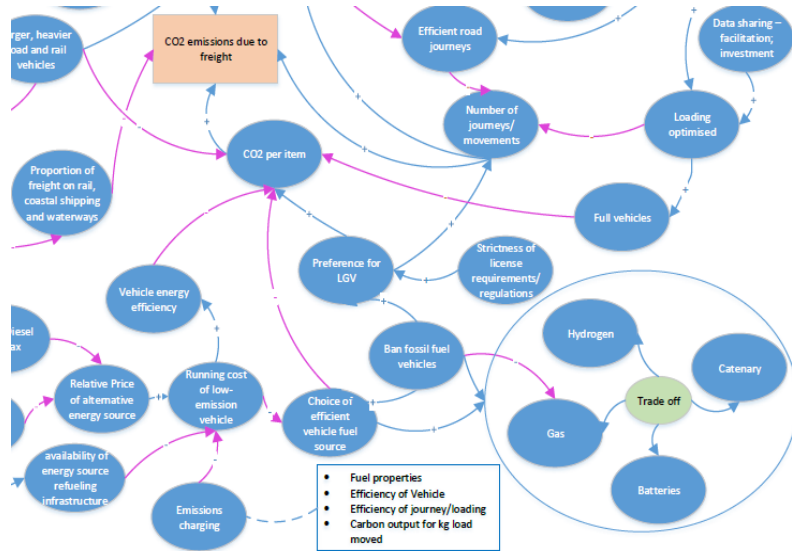 CO2 emissions due to
freight
Efficient road
journeys
Data sharing –
facilitation;
investment
rger, heavier
oad and rail
vehicles
Number of
journeys/
movements
Loading
optimised
CO2 per item
Proportion of
freight on rail,
coastal shipping
and waterways
Full vehicles
Preference for
LGV
Strictness of
license
requirements/
regulations
Vehicle energy
efficiency
Hydrogen
Diesel
ax
Ban fossil fuel
vehicles
Catenary
Relative Price
of alternative
energy source
Running cost
of low-
emission
vehicle
Choice of
efficient
vehicle fuel
source
Trade off
Gas
availability of
energy source
refueling
infrastructure
Batteries
Emissions
charging
• Fuel properties
• Efficiency of Vehicle
• Efficiency of journey/loading
• Carbon output for kg load
moved